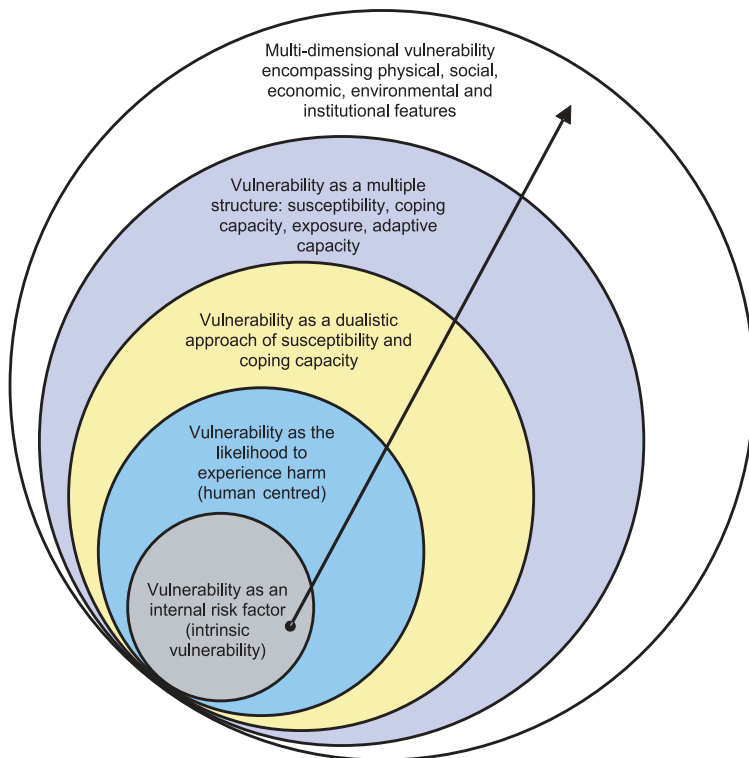 Multi-dimensional vulnerability
encompassing physical, social,
economic, environmental and
institutional features
Vulnerability as a multiple
structure: susceptibility, coping
capacity, exposure, adaptive
capacity
Vulnerability as a dualistic
approach of susceptibility and
coping capacity
Vulnerability as the
likelihood to
experience harm
(human centred)
Vulnerability as an
internal risk factor
(intrinsic
vulnerability)